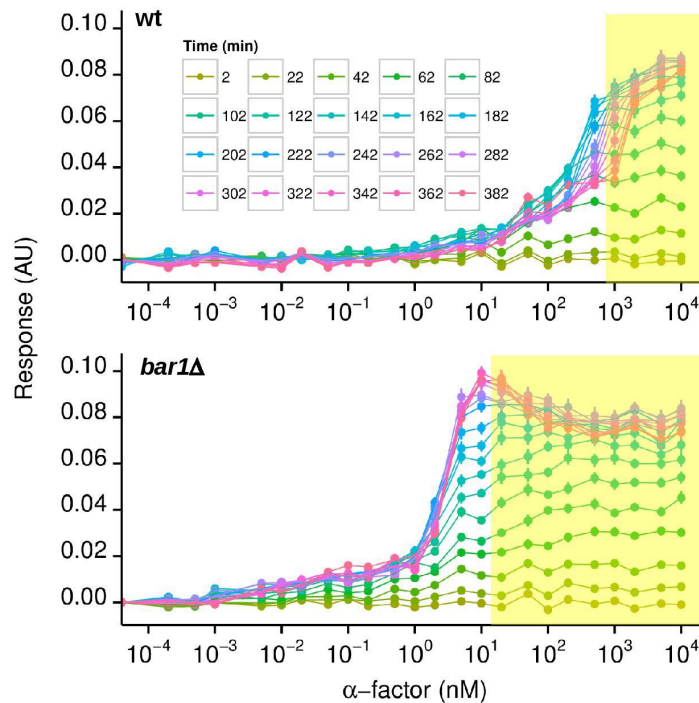 wt
Time (min)
2 22 42 62 82
102 122 142 162 182
202 222 242 262 282
302 322 342 362 382
0.10
0.08
0.06
0.04
0.02
0.00
10⁻⁴ 10⁻³ 10⁻² 10⁻¹ 10⁰ 10¹ 10² 10³ 10⁴
Response (AU)
bar1Δ
0.10
0.08
0.06
0.04
0.02
0.00
10⁻⁴ 10⁻³ 10⁻² 10⁻¹ 10⁰ 10¹ 10² 10³ 10⁴
α−factor (nM)